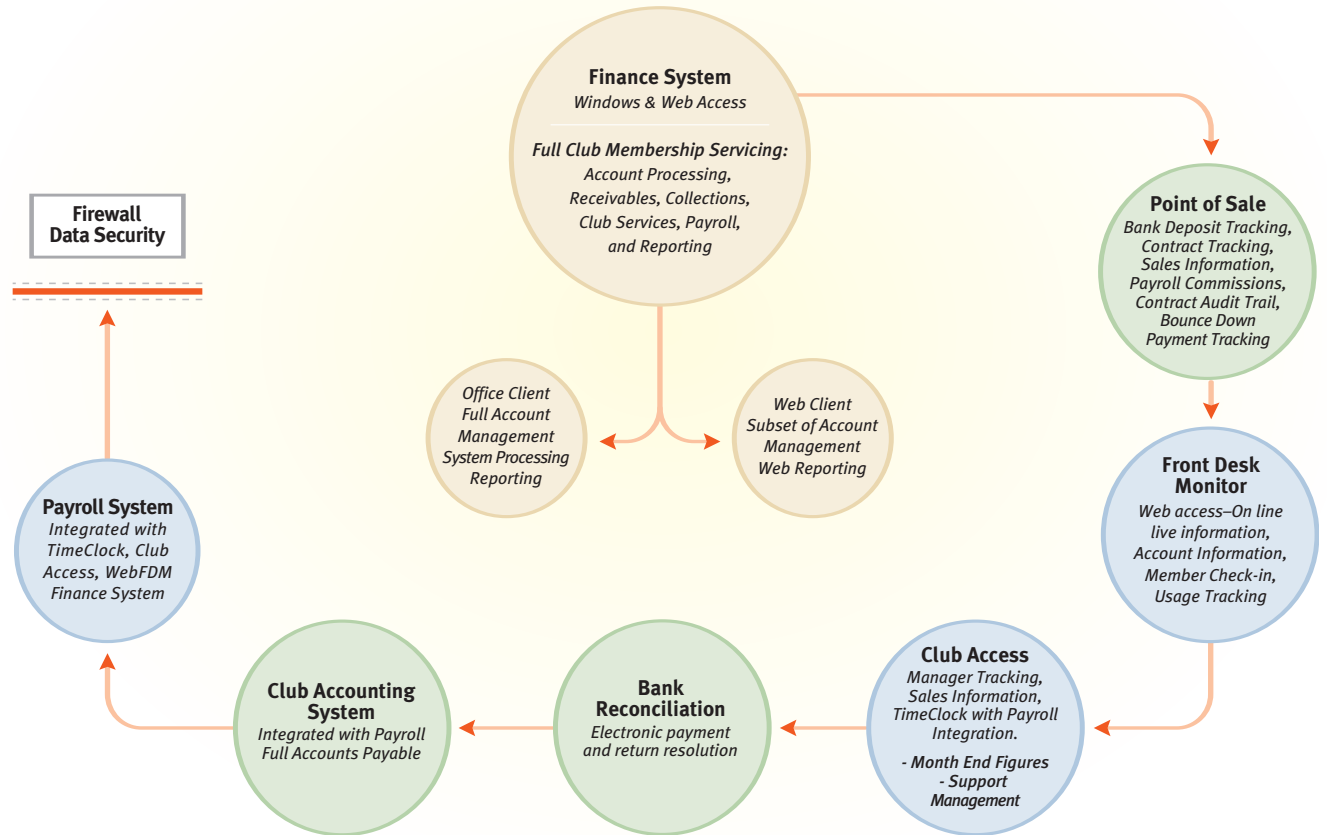 Finance System
Windows & Web Access
Full Club Membership Servicing:
Account Processing,
Receivables, Collections,
Club Services, Payroll,
and Reporting
Firewall
Data Security
Point of Sale
Bank Deposit Tracking,
Contract Tracking,
Sales Information,
Payroll Commissions,
Contract Audit Trail,
Bounce Down
Payment Tracking
Office Client
Full Account
Management
System Processing
Reporting
Web Client
Subset of Account
Management
Web Reporting
Front Desk
Monitor
Web access–On line
live information,
Account Information,
Member Check-in,
Usage Tracking
Payroll System
Integrated with
TimeClock, Club
Access, WebFDM
Finance System
Club Accounting
System
Integrated with Payroll
Full Accounts Payable
Bank
Reconciliation
Electronic payment
and return resolution
Club Access
Manager Tracking,
Sales Information,
TimeClock with Payroll
Integration.
- Month End Figures
- Support
Management